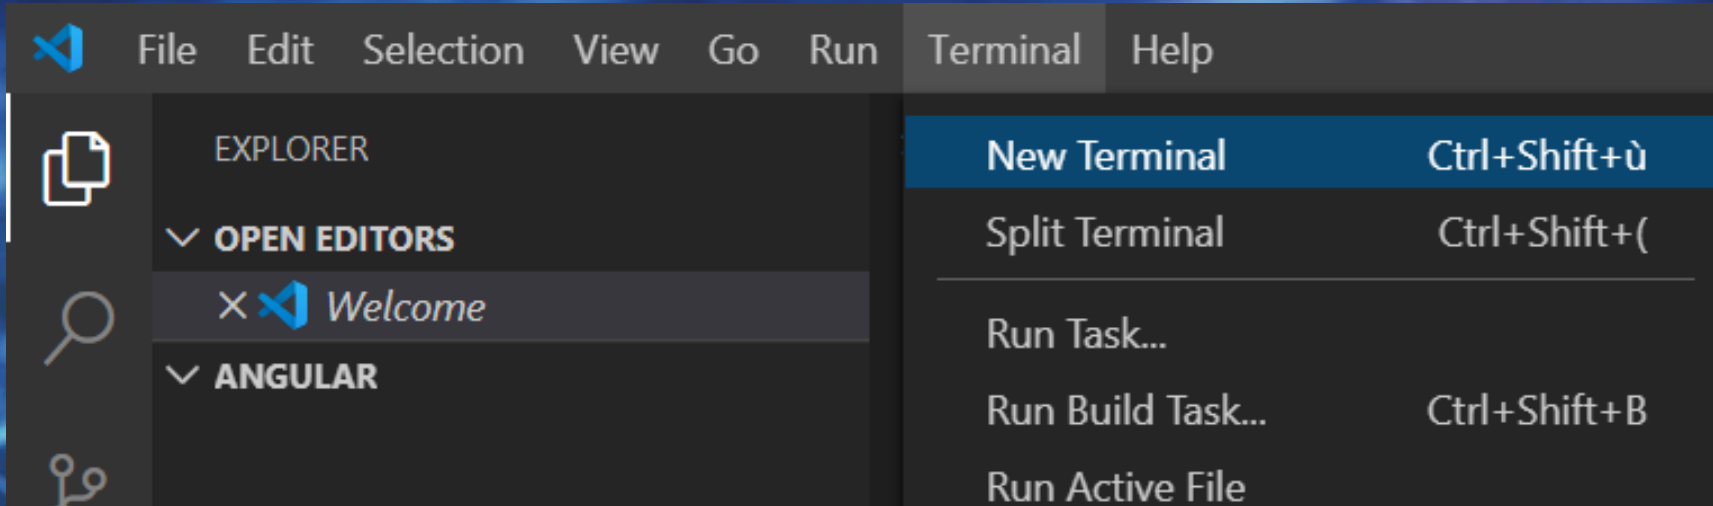 File Edit Selection View Go Run Terminal Help
EXPLORER
OPEN EDITORS
Welcome
ANGULAR
New Terminal Ctrl+Shift+ù
Split Terminal Ctrl+Shift+(
Run Task...
Run Build Task... Ctrl+Shift+B
Run Active File